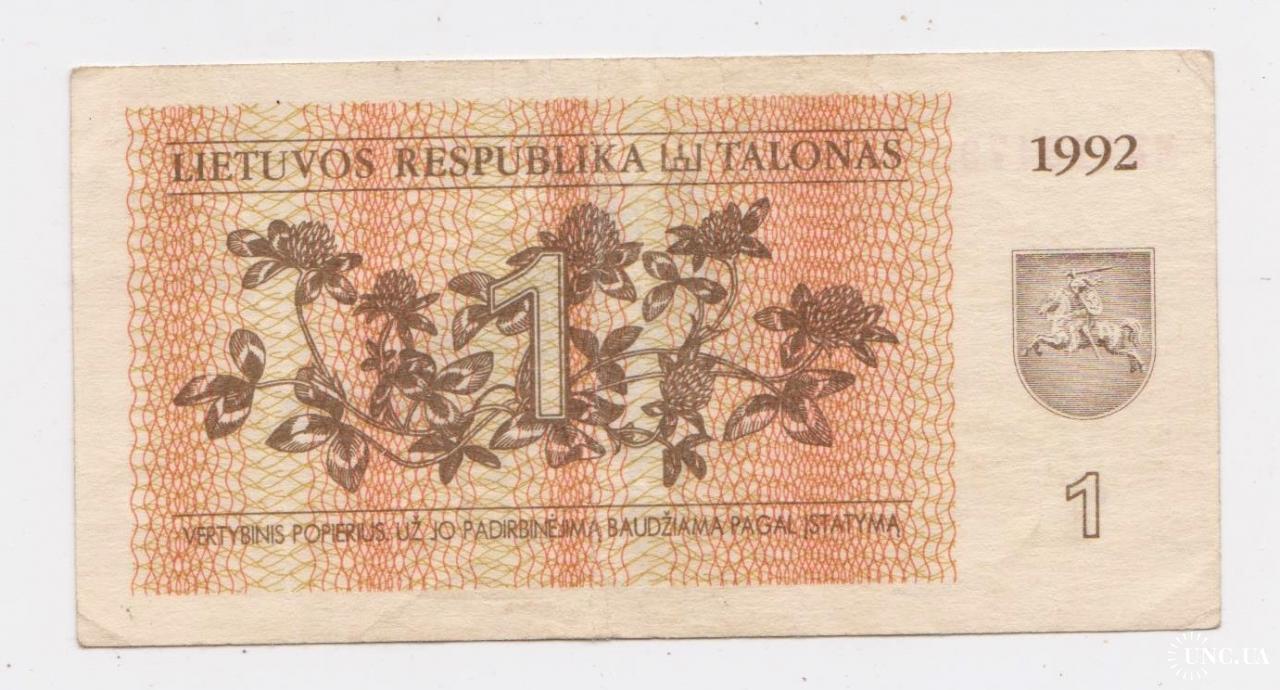 LIETUVOS RESPUBLIKA TALONAS
1992
1
1
VERTYBINIS POPIERIUS. UŽ JO PADIRBINĖJIMĄ BAUDŽIAMA PAGAL ĮSTATYMĄ
UNC.UA